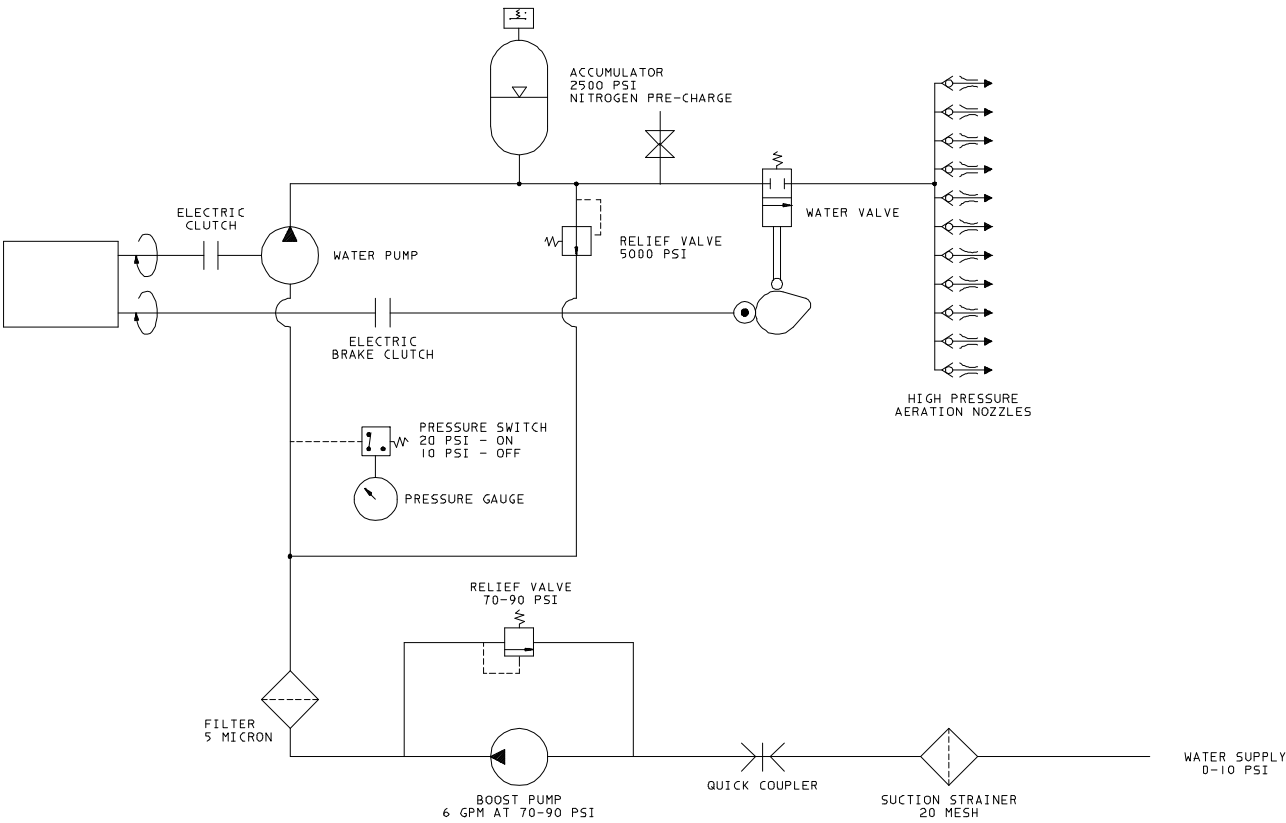 ACCUMULATOR
2500 PSI
NITROGEN PRE-CHARGE
ELECTRIC
CLUTCH
WATER PUMP
RELIEF VALVE
5000 PSI
WATER VALVE
ELECTRIC
BRAKE CLUTCH
HIGH PRESSURE
AERATION NOZZLES
PRESSURE SWITCH
20 PSI - ON
10 PSI - OFF
PRESSURE GAUGE
RELIEF VALVE
70-90 PSI
FILTER
5 MICRON
BOOST PUMP
6 GPM AT 70-90 PSI
QUICK COUPLER
SUCTION STRAINER
20 MESH
WATER SUPPLY
0-10 PSI